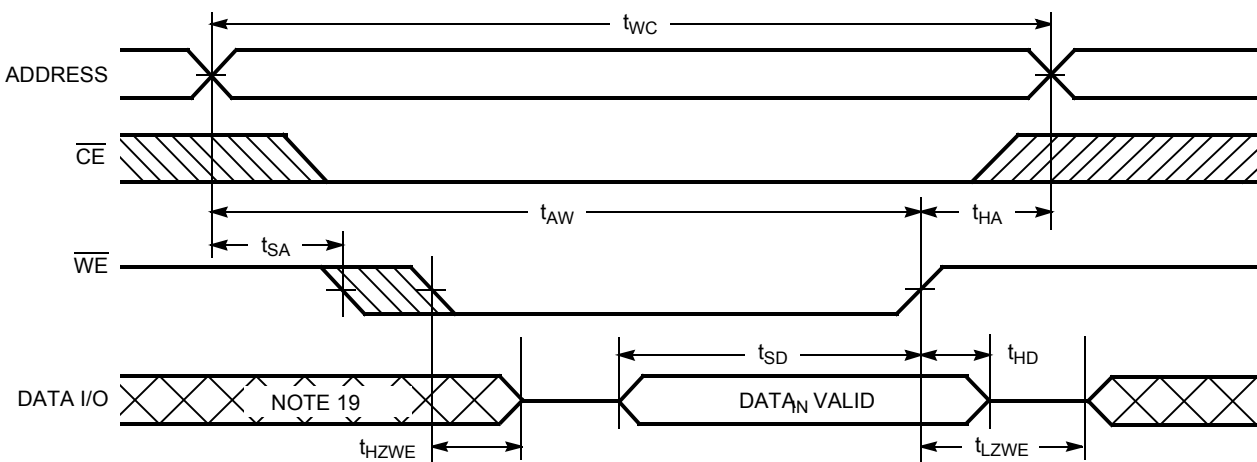 tWC
ADDRESS
CE
tAW
tHA
tSA
WE
tSD
tHD
DATA I/O
NOTE 19
DATAIN VALID
tHZWE
tLZWE